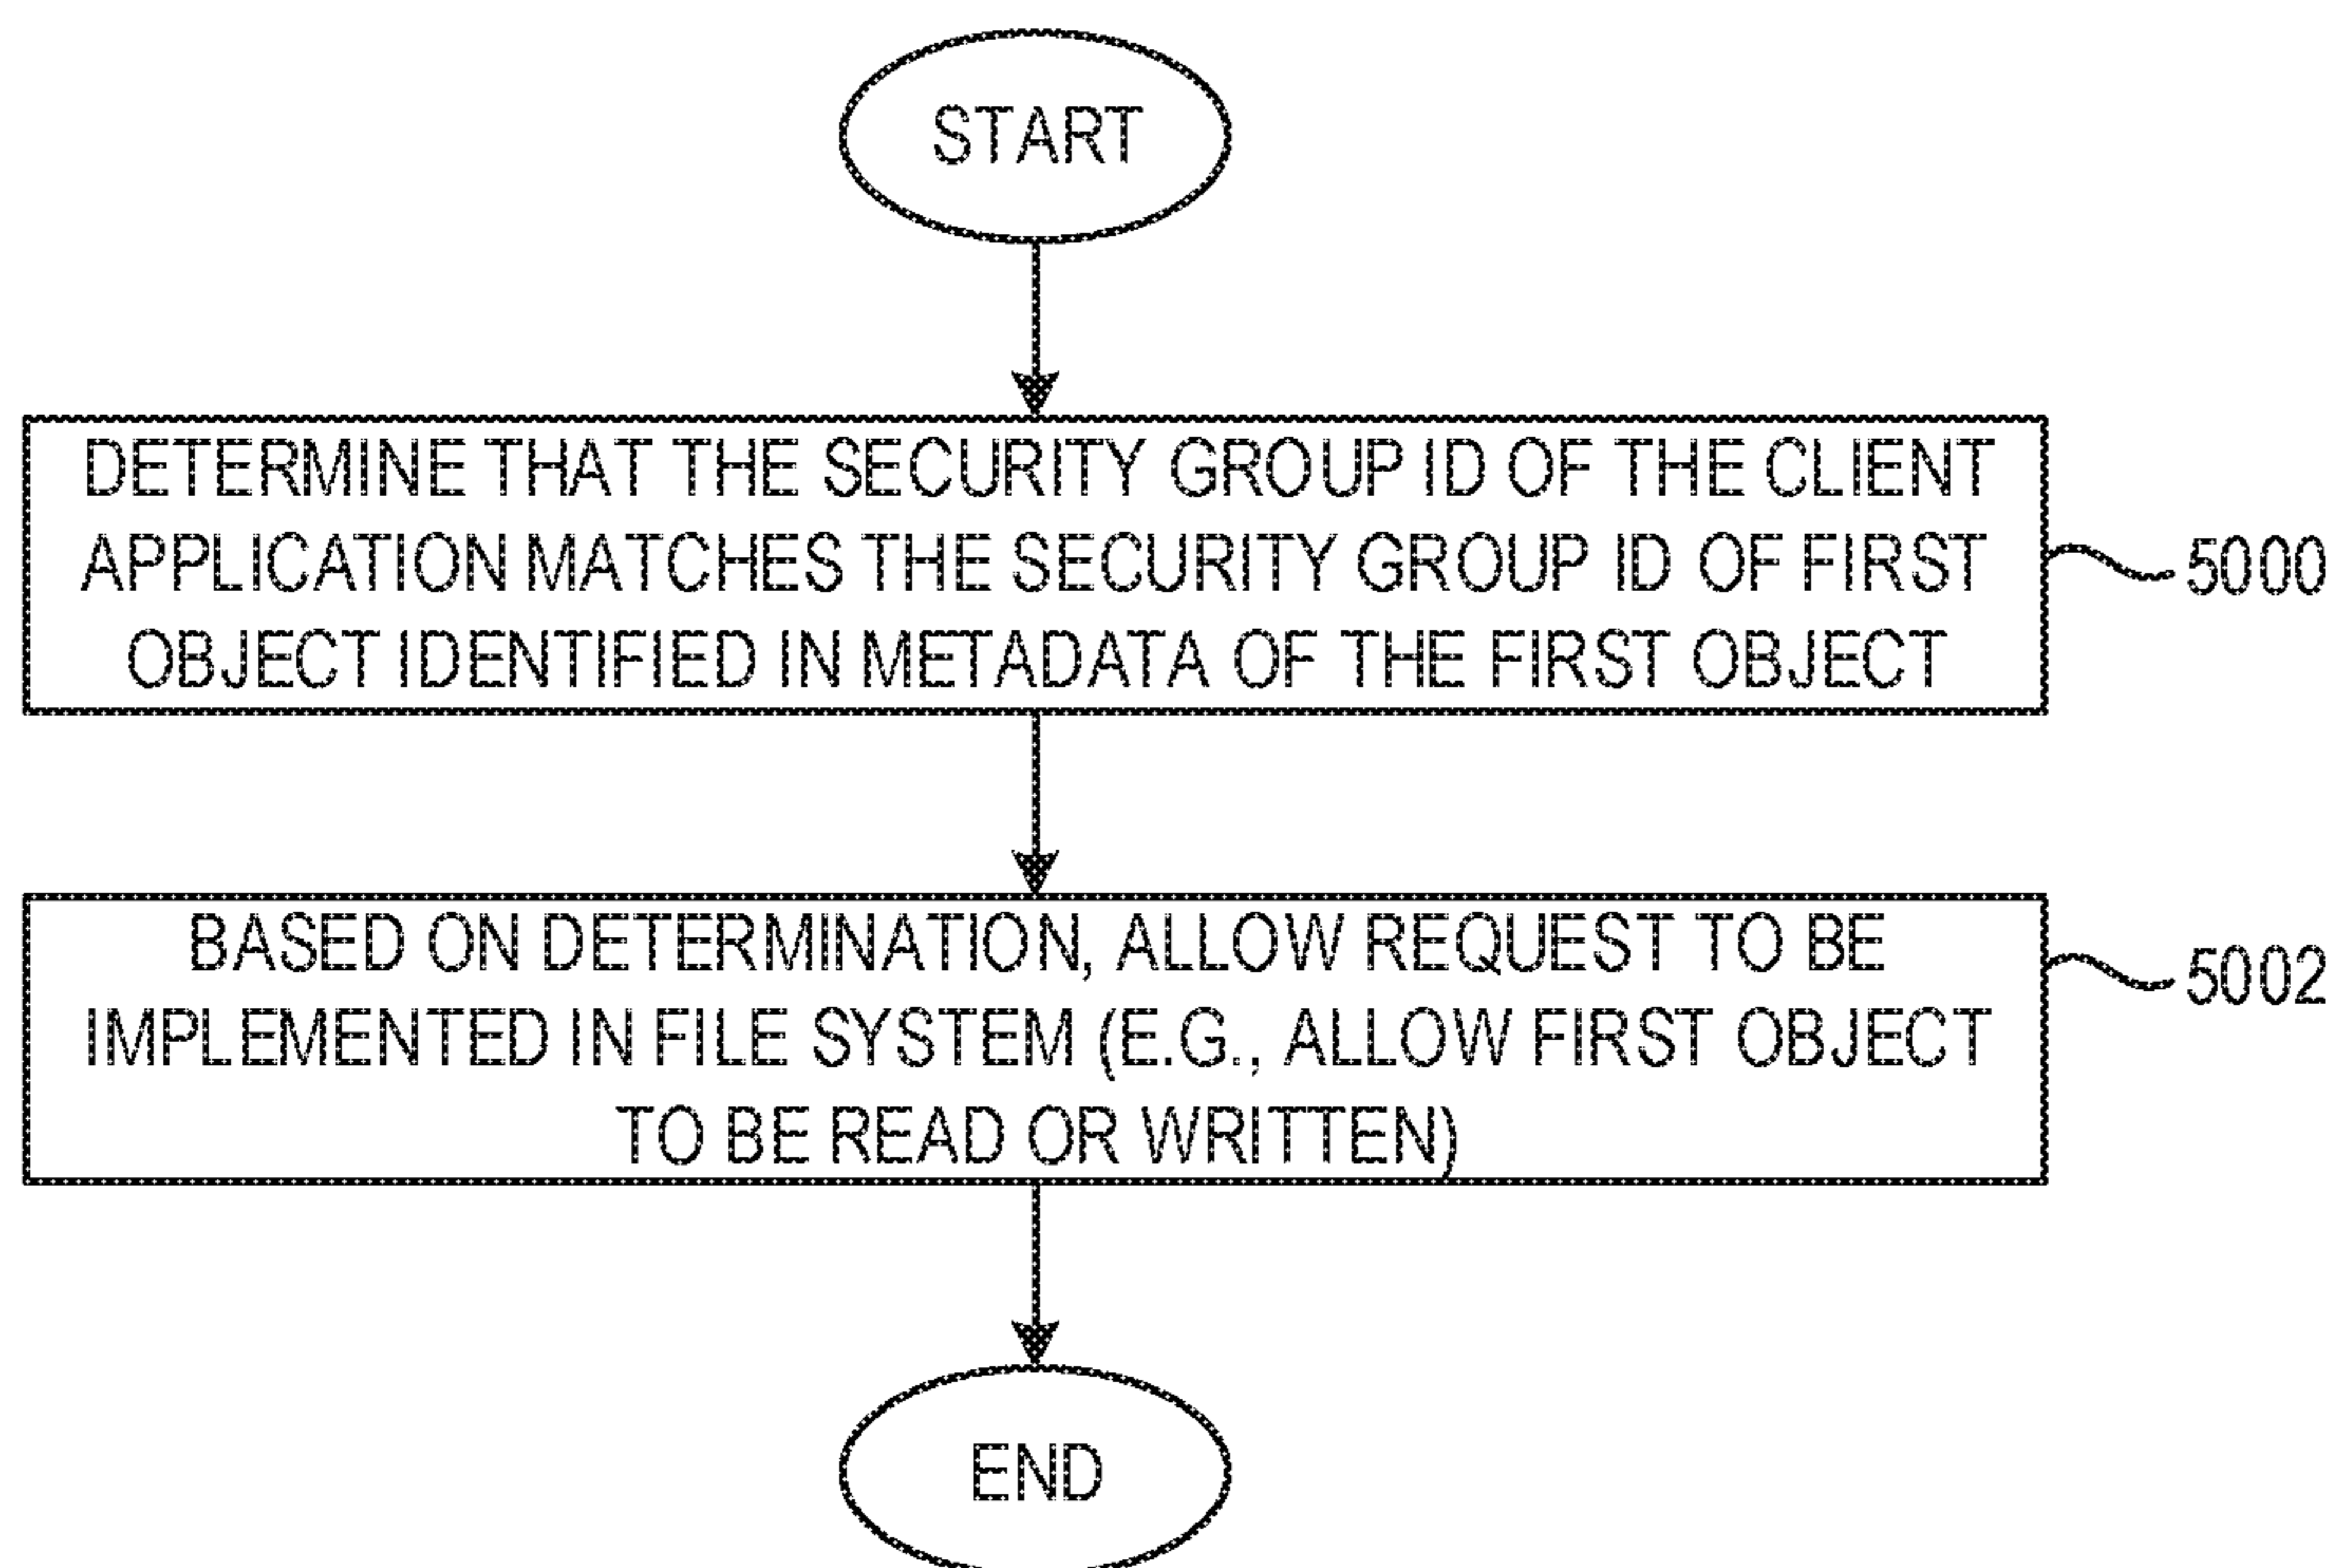 START
DETERMINE THAT THE SECURITY GROUP ID OF THE CLIENT
APPLICATION MATCHES THE SECURITY GROUP ID OF FIRST
OBJECT IDENTIFIED IN METADATA OF THE FIRST OBJECT
5000
BASED ON DETERMINATION, ALLOW REQUEST TO BE
IMPLEMENTED IN FILE SYSTEM (E.G., ALLOW FIRST OBJECT
TO BE READ OR WRITTEN)
5002
END